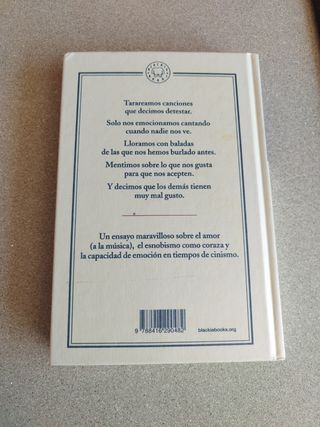 Tarareamos canciones
que decimos detestar.
Solo nos emocionamos cantando
cuando nadie nos ve.
Lloramos con baladas
de las que nos hemos burlado antes.
Mentimos sobre lo que nos gusta
para que nos acepten.
Y decimos que los demás tienen
muy mal gusto.
Un ensayo maravilloso sobre el amor
(a la música), el esnobismo como coraza y
la capacidad de emoción en tiempos de cinismo.
9 788416 290482
blackiebooks.org